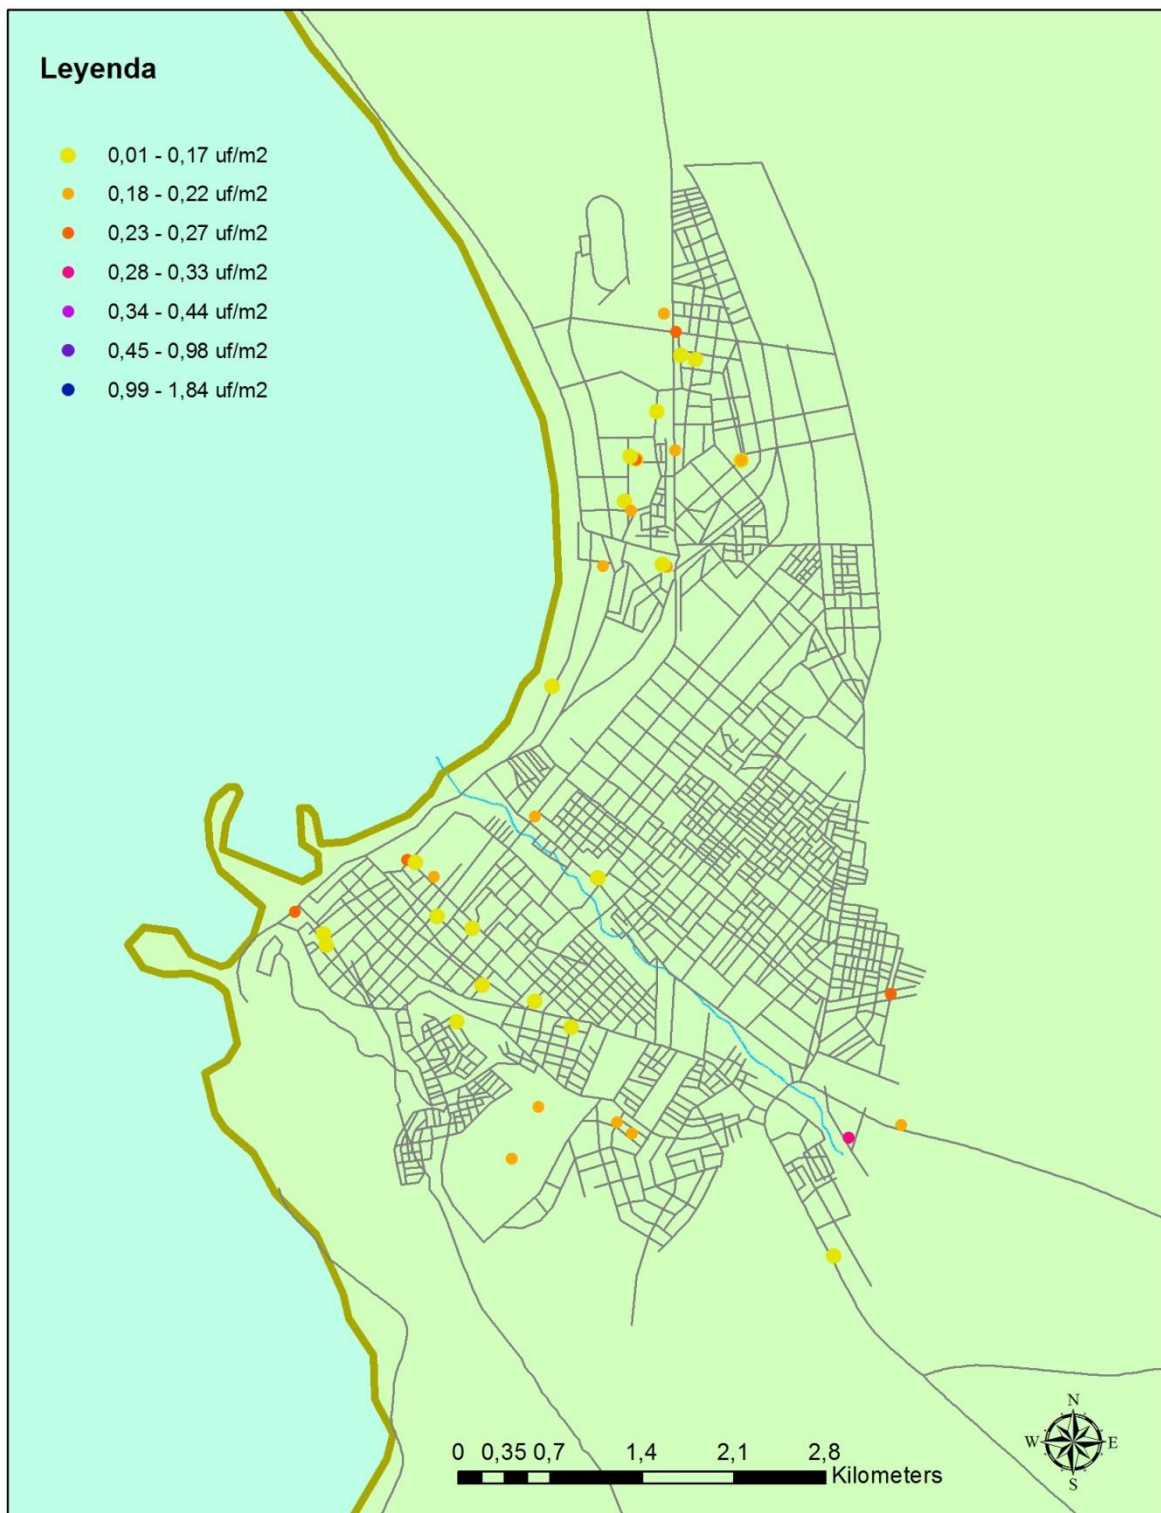 Leyenda
0,01 - 0,17 uf/m2
0,18 - 0,22 uf/m2
0,23 - 0,27 uf/m2
0,28 - 0,33 uf/m2
0,34 - 0,44 uf/m2
0,45 - 0,98 uf/m2
0,99 - 1,84 uf/m2
N
W E
S
0 0,35 0,7 1,4 2,1 2,8
Kilometers